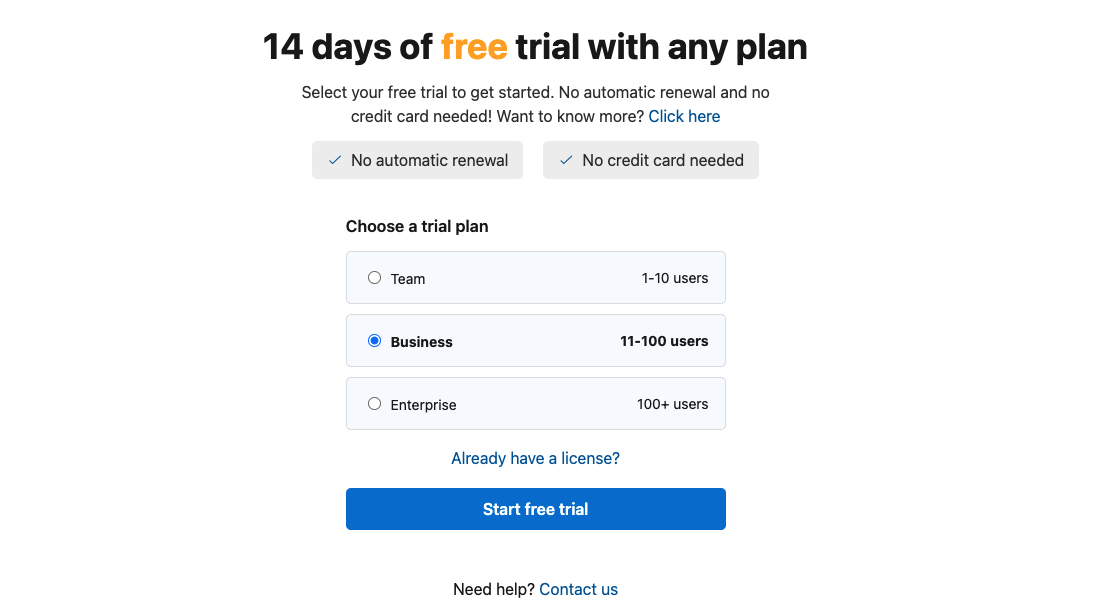 14 days of free trial with any plan
Select your free trial to get started. No automatic renewal and no
credit card needed! Want to know more? Click here
No automatic renewal
No credit card needed
Choose a trial plan
Team 1-10 users
Business 11-100 users
Enterprise 100+ users
Already have a license?
Start free trial
Need help? Contact us